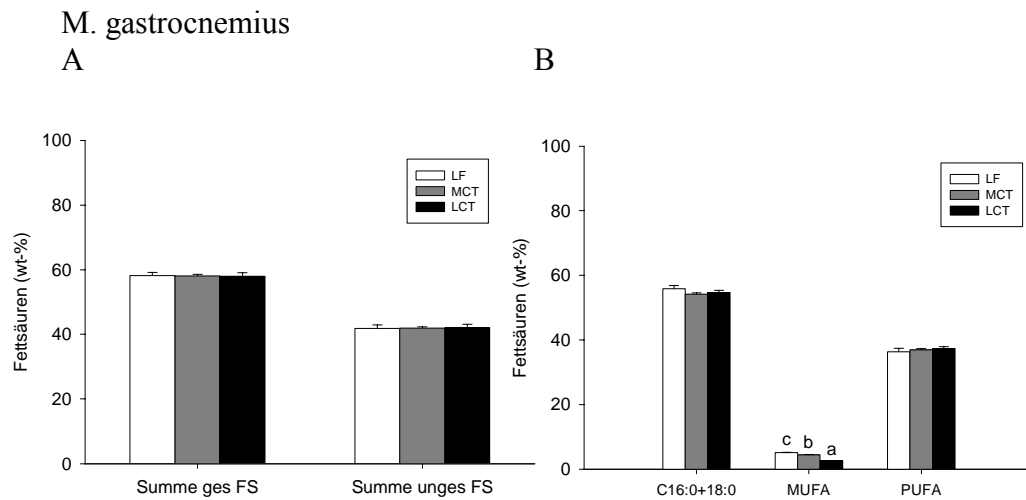 M. gastrocnemius
A
B
100
80
60
40
20
0
Fettsäuren (wt-%)
LF
MCT
LCT
Summe ges FS
Summe unges FS
100
80
60
40
20
0
Fettsäuren (wt-%)
LF
MCT
LCT
c b a
C16:0+18:0
MUFA
PUFA